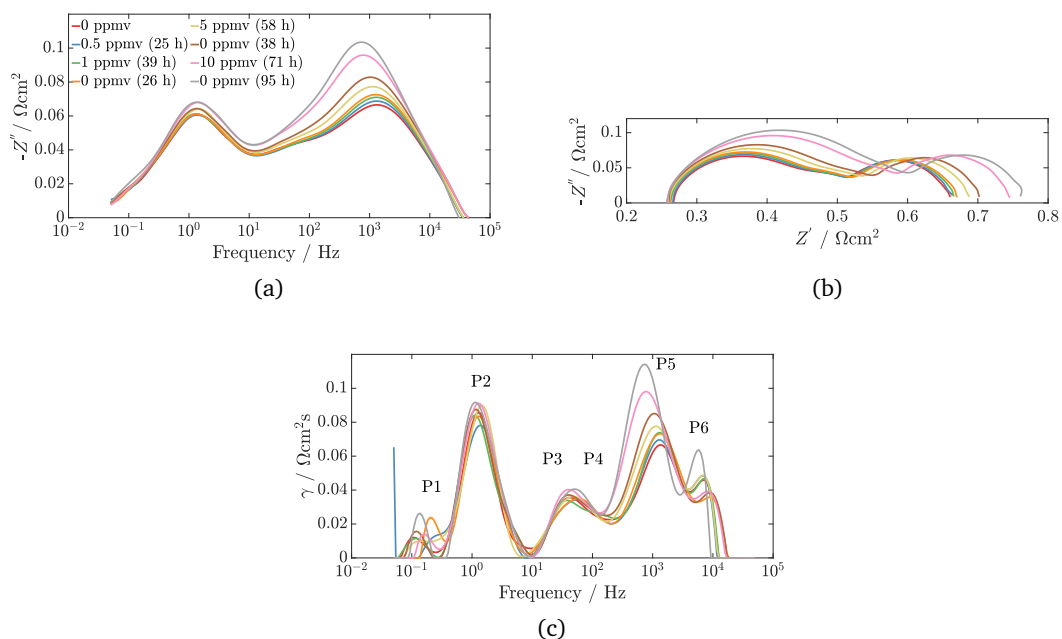 0 ppmv
5 ppmv (58 h)
0.5 ppmv (25 h)
0 ppmv (38 h)
1 ppmv (39 h)
10 ppmv (71 h)
0 ppmv (26 h)
0 ppmv (95 h)
0.1
0.08
0.06
0.04
0.02
0
-Z″/ Ωcm²
10⁻² 10⁻¹ 10⁰ 10¹ 10² 10³ 10⁴ 10⁵
Frequency / Hz
(a)
0.1
0.05
0
-Z″/ Ωcm²
0.2 0.3 0.4 0.5 0.6 0.7 0.8
Z′ / Ωcm²
(b)
P1
P2
P3
P4
P5
P6
0.1
0.08
0.06
0.04
0.02
0
γ / Ωcm²s
10⁻² 10⁻¹ 10⁰ 10¹ 10² 10³ 10⁴ 10⁵
Frequency / Hz
(c)